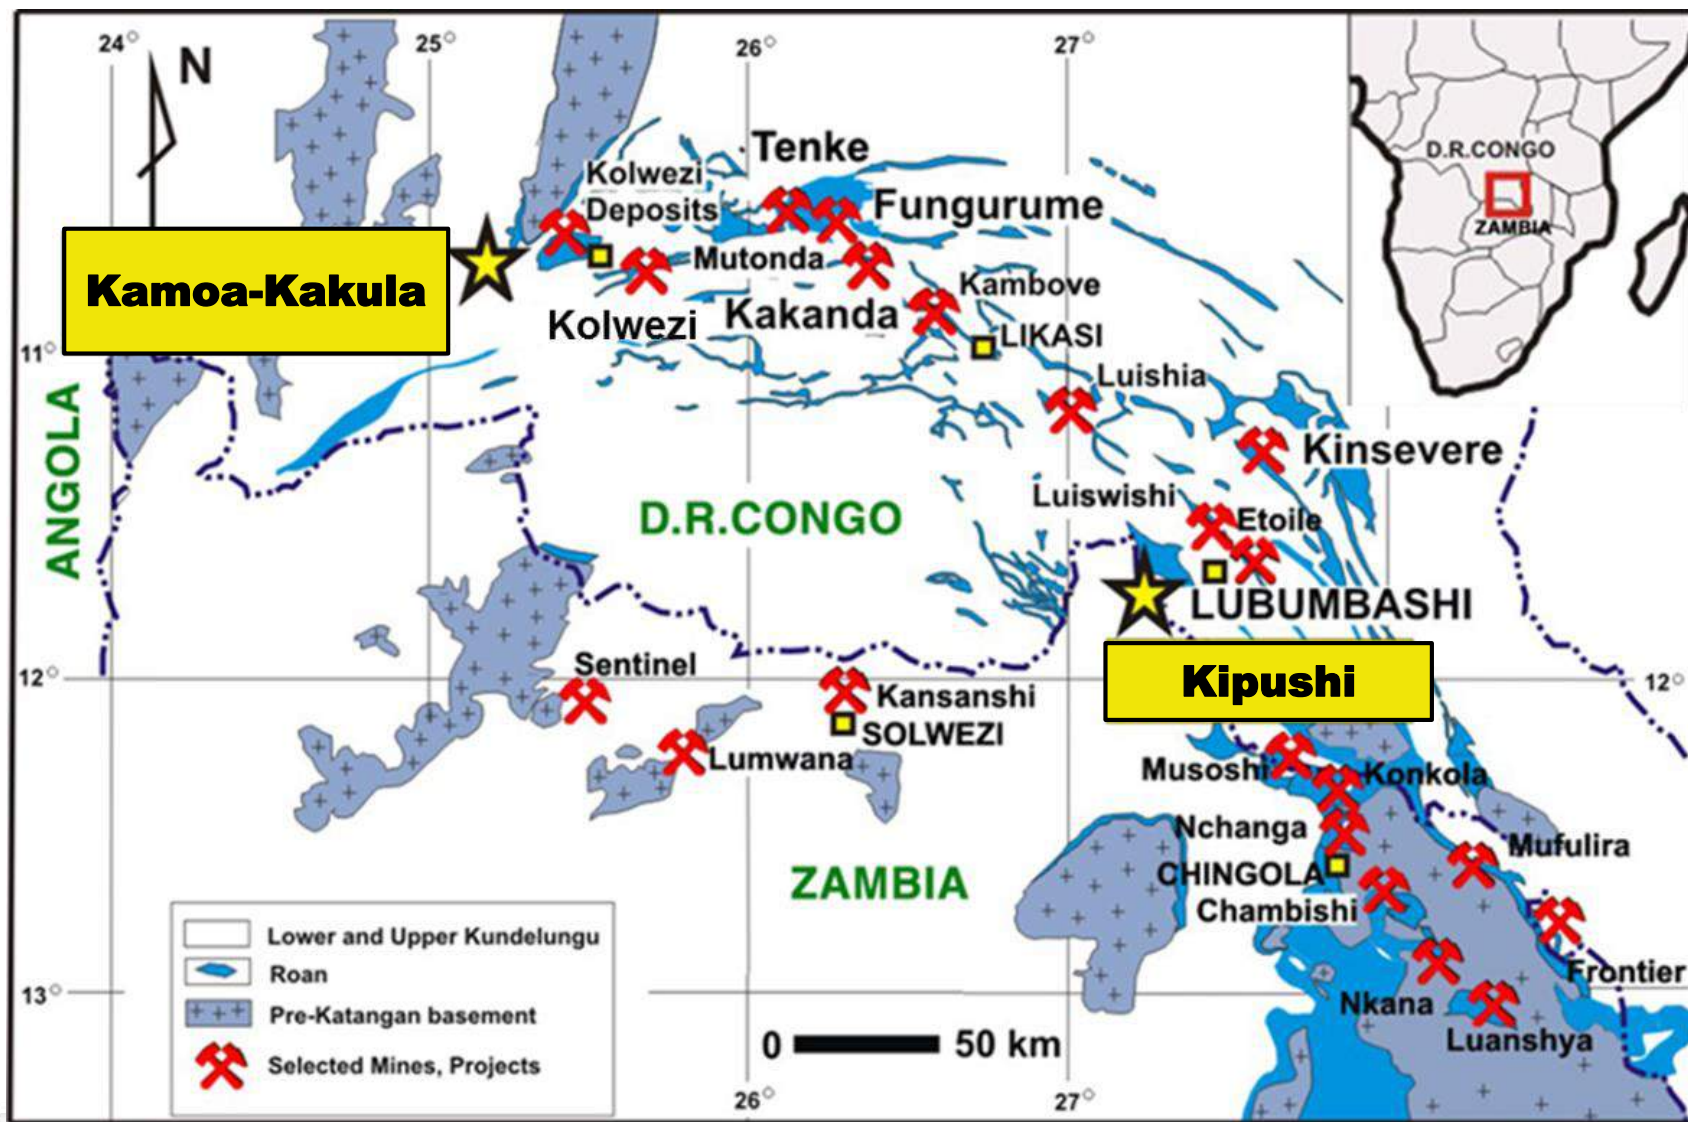 24°
25°
26°
27°
N
Tenke
Kolwezi
Deposits
Fungurume
D.R.CONGO
ZAMBIA
Kamoa-Kakula
Mutonda
Kambove
Kolwezi
Kakanda
LIKASI
11°
Luishia
ANGOLA
Kinsevere
Luiswishi
Etoile
D.R.CONGO
LUBUMBASHI
Kipushi
12°
12°
Sentinel
Kansanshi
SOLWEZI
Lumwana
Musoshi
Konkola
Nchanga
Mufulira
CHINGOLA
Chambishi
ZAMBIA
Frontier
Nkana
Luanshya
Lower and Upper Kundelungu
Roan
Pre-Katangan basement
Selected Mines, Projects
13°
0 50 km
26°
27°